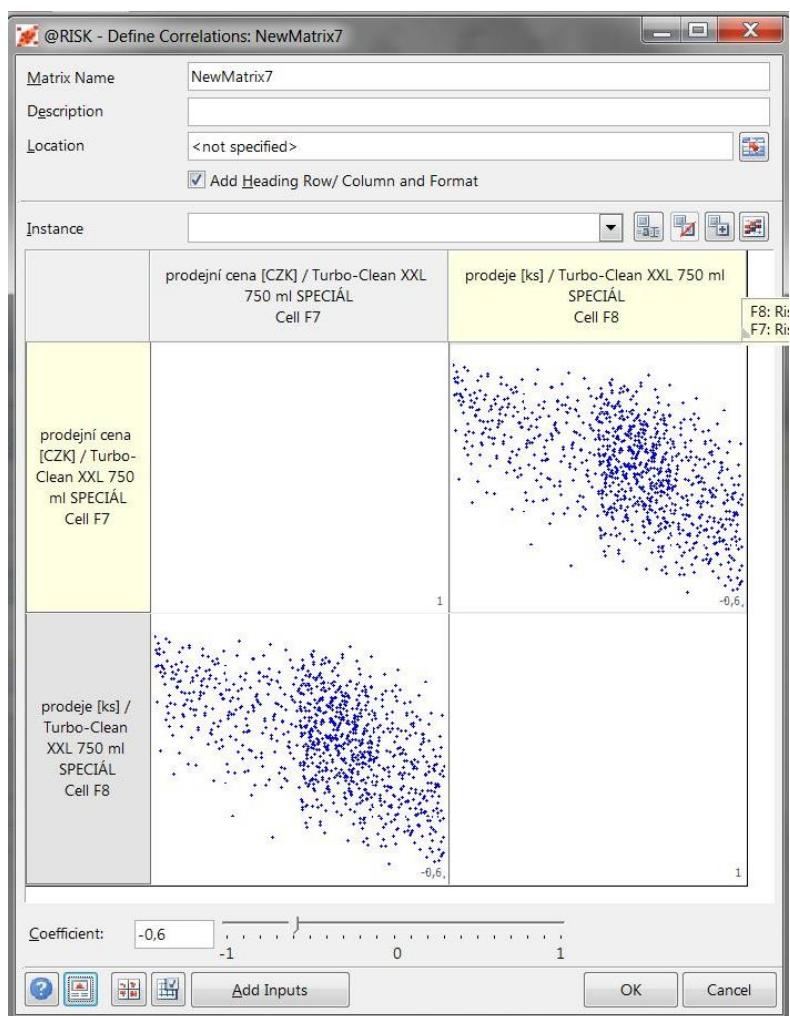 @RISK - Define Correlations: NewMatrix7
Matrix Name
NewMatrix7
Description
Location
<not specified>
Add Heading Row/ Column and Format
Instance
prodejní cena [CZK] / Turbo-Clean XXL
750 ml SPECIÁL
Cell F7
prodeje [ks] / Turbo-Clean XXL 750 ml
SPECIÁL
Cell F8
F8: Ris
F7: Ris
prodejní cena
[CZK] / Turbo-
Clean XXL 750
ml SPECIÁL
Cell F7
1
-0,6,
prodeje [ks] /
Turbo-Clean
XXL 750 ml
SPECIÁL
Cell F8
-0,6,
1
Coefficient:
-0,6
-1 0 1
Add Inputs
OK
Cancel